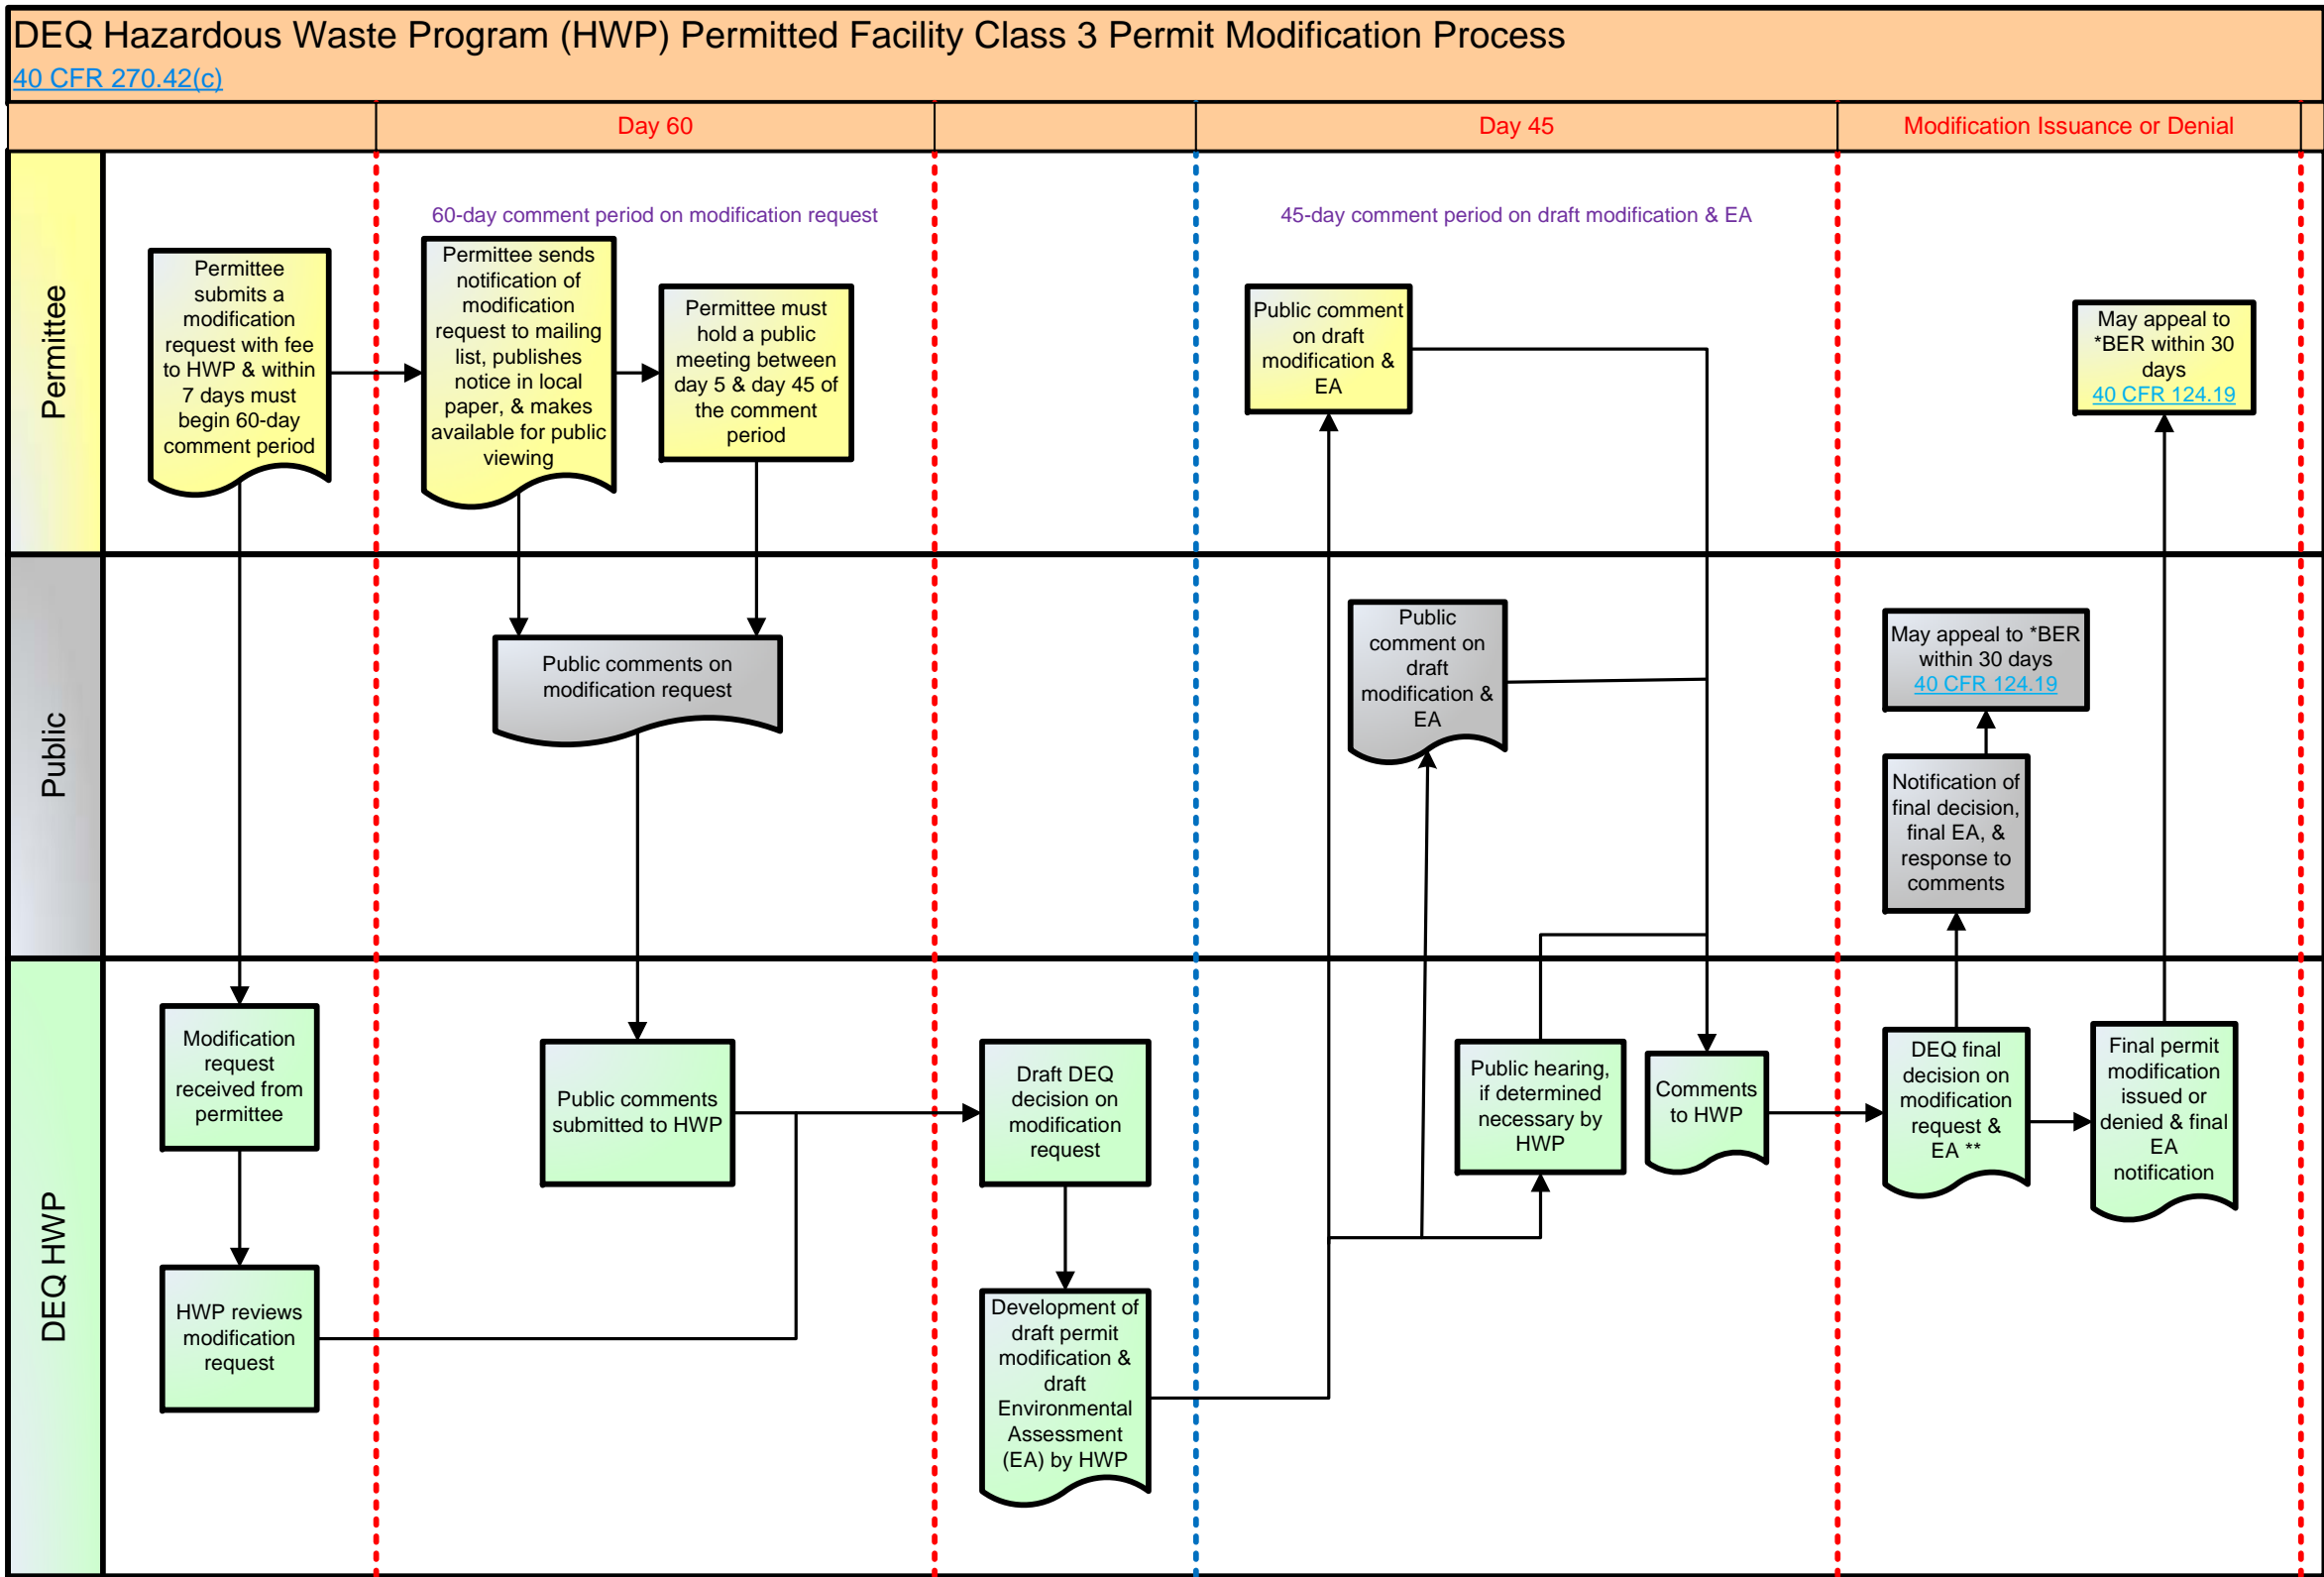 DEQ Hazardous Waste Program (HWP) Permitted Facility Class 3 Permit Modification Process
40 CFR 270.42(c)
Day 60
Day 45
Modification Issuance or Denial
Permittee
60-day comment period on modification request
45-day comment period on draft modification & EA
Permittee
submits a
modification
request with fee
to HWP & within
7 days must
begin 60-day
comment period
Permittee sends
notification of
modification
request to mailing
list, publishes
notice in local
paper, & makes
available for public
viewing
Permittee must
hold a public
meeting between
day 5 & day 45 of
the comment
period
Public comment
on draft
modification &
EA
May appeal to
*BER within 30
days
40 CFR 124.19
Public
Public comments on
modification request
Public
comment on
draft
modification &
EA
May appeal to *BER
within 30 days
40 CFR 124.19
Notification of
final decision,
final EA, &
response to
comments
DEQ HWP
Modification
request
received from
permittee
HWP reviews
modification
request
Public comments
submitted to HWP
Draft DEQ
decision on
modification
request
Development of
draft permit
modification &
draft
Environmental
Assessment
(EA) by HWP
Public hearing,
if determined
necessary by
HWP
Comments
to HWP
DEQ final
decision on
modification
request &
EA **
Final permit
modification
issued or
denied & final
EA
notification